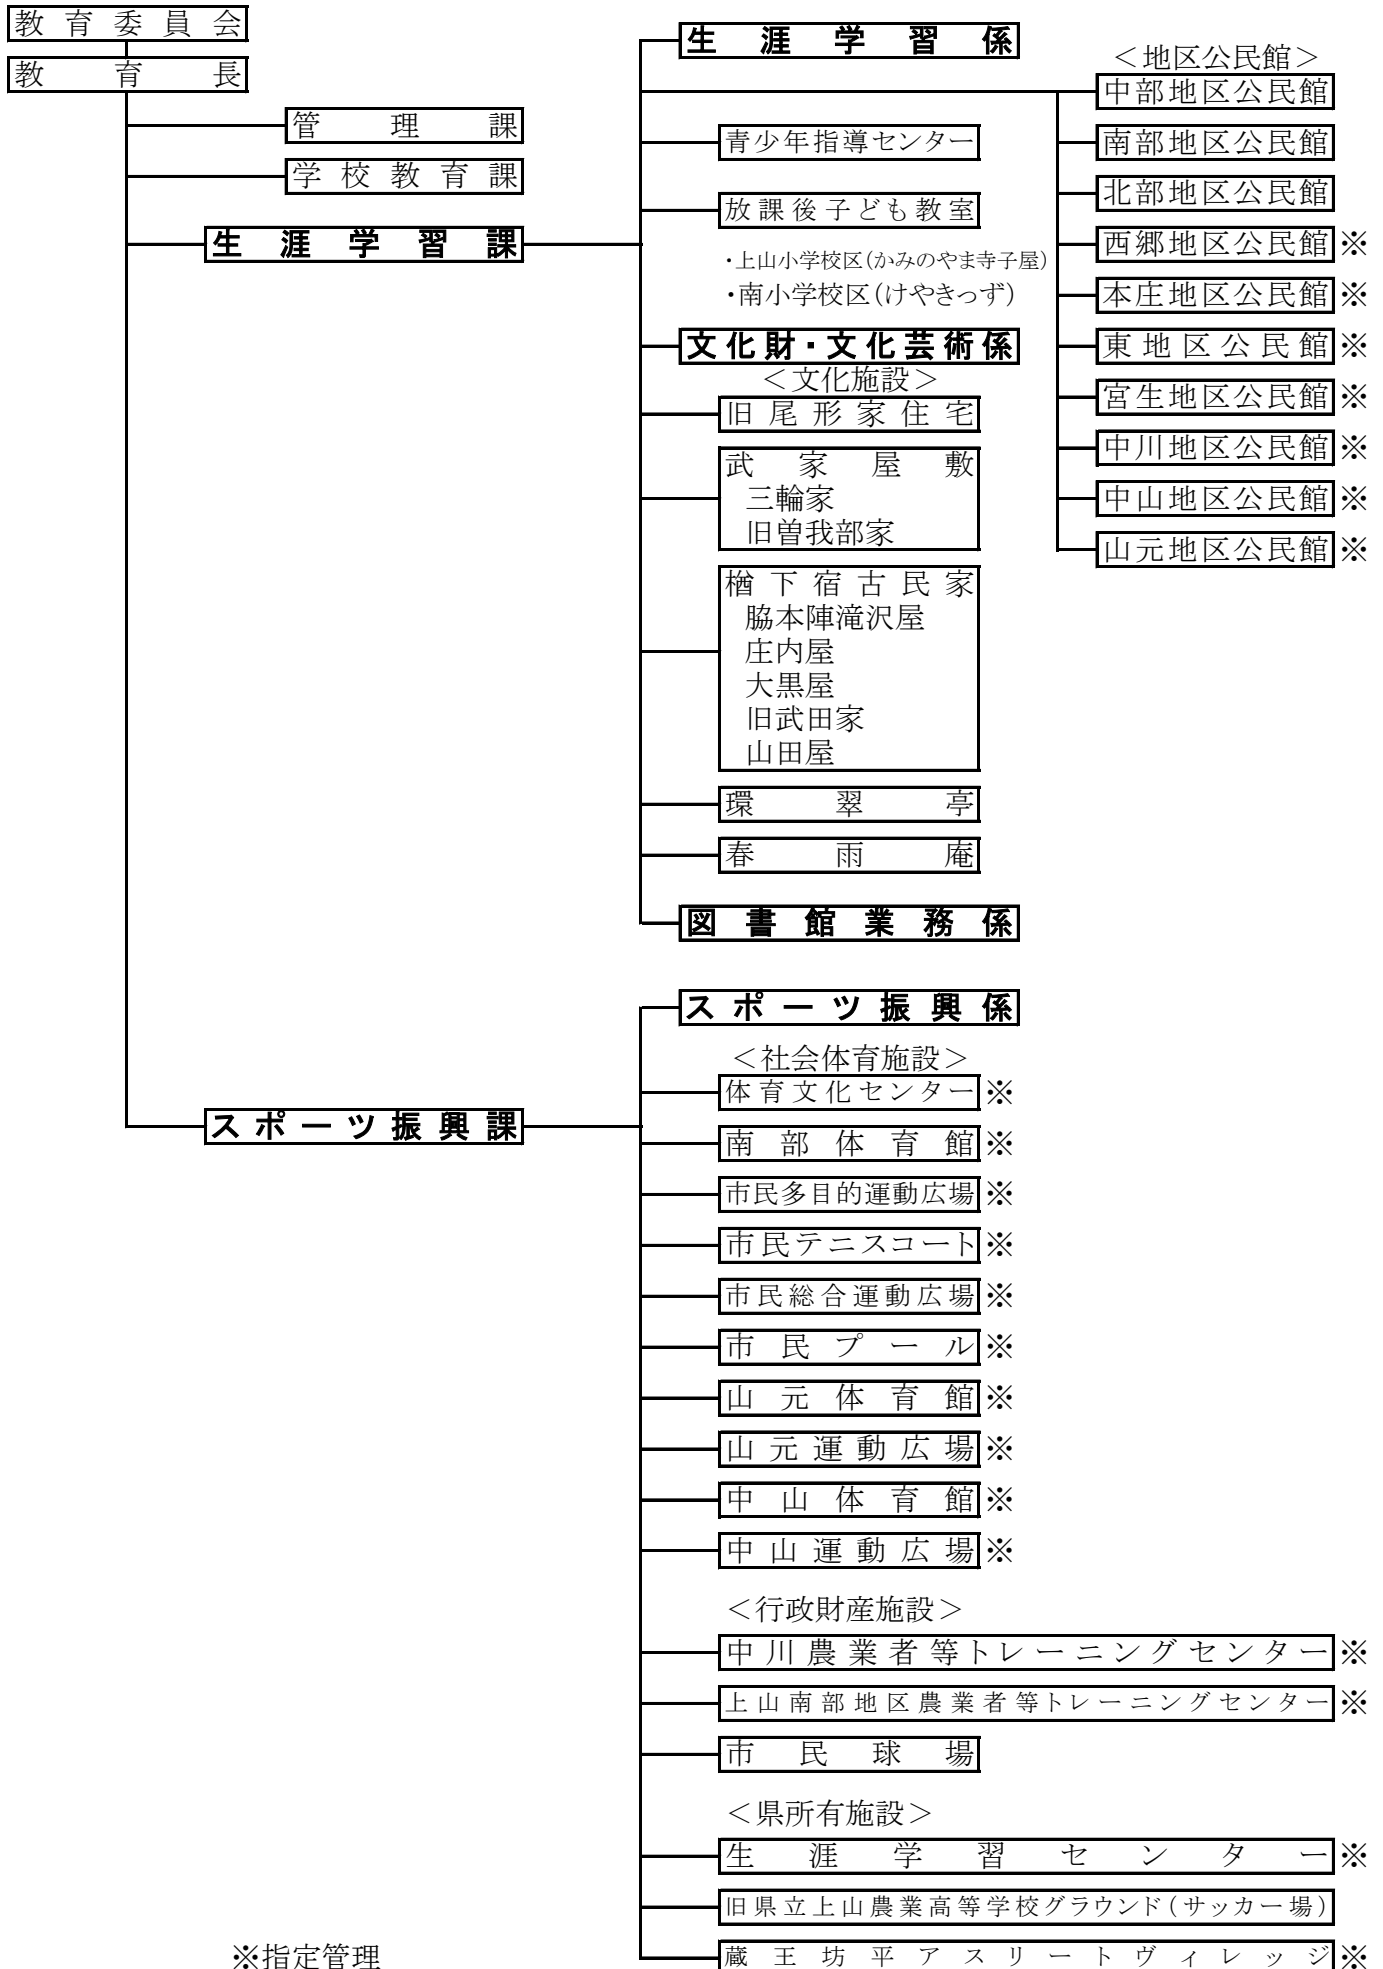 教育委員会
教育長
管理課
学校教育課
生涯学習課
生涯学習係
＜地区公民館＞
中部地区公民館
南部地区公民館
北部地区公民館
西郷地区公民館※
本庄地区公民館※
東地区公民館※
宮生地区公民館※
中川地区公民館※
中山地区公民館※
山元地区公民館※
青少年指導センター
放課後子ども教室
・上山小学校区（かみのやま寺子屋）
・南小学校区（けやきっず）
文化財・文化芸術係
＜文化施設＞
旧尾形家住宅
武家屋敷
三輪家
旧曽我部家
楢下宿古民家
脇本陣滝沢屋
庄内屋
大黒屋
旧武田家
山田屋
環翠亭
春雨庵
図書館業務係
スポーツ振興課
スポーツ振興係
＜社会体育施設＞
体育文化センター※
南部体育館※
市民多目的運動広場※
市民テニスコート※
市民総合運動広場※
市民プール※
山元体育館※
山元運動広場※
中山体育館※
中山運動広場※
＜行政財産施設＞
中川農業者等トレーニングセンター※
上山南部地区農業者等トレーニングセンター※
市民球場
＜県所有施設＞
生涯学習センター※
旧県立上山農業高等学校グラウンド（サッカー場）
蔵王坊平アスリートヴィレッジ※
※指定管理